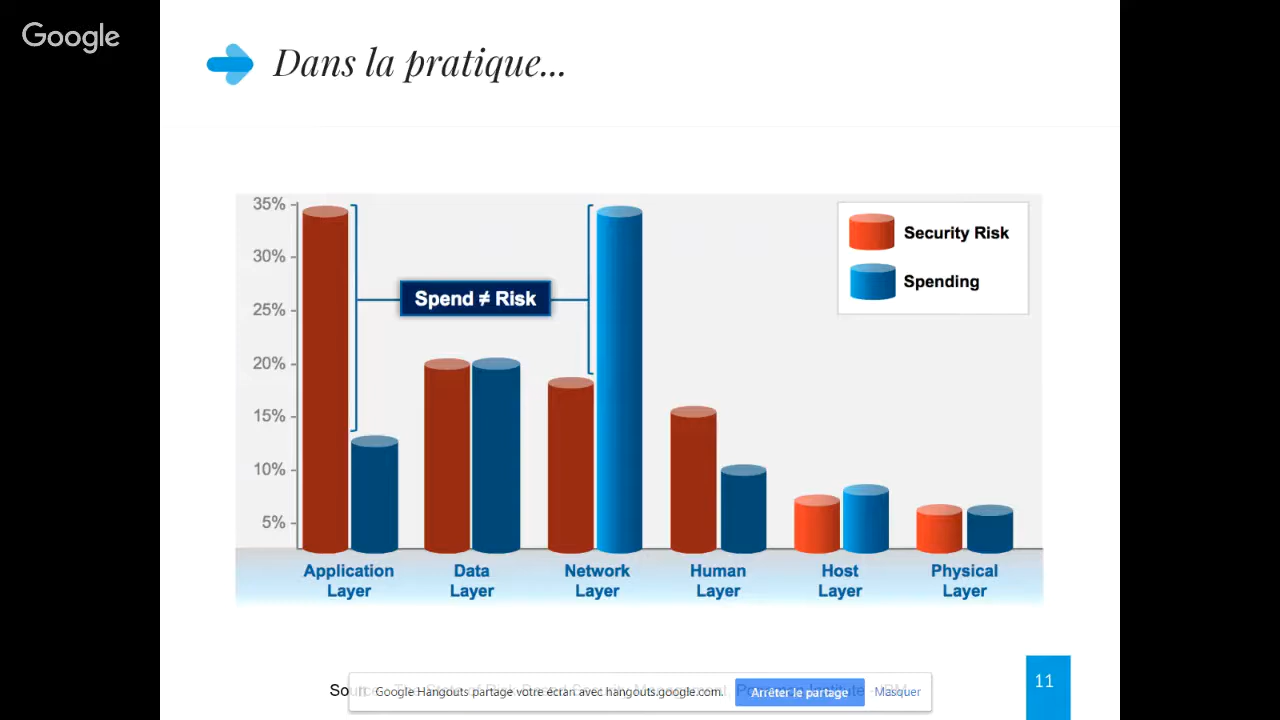 Google
Dans la pratique...
35%
30%
25%
20%
15%
10%
5%
Spend ≠ Risk
Security Risk
Spending
Application
Layer
Data
Layer
Network
Layer
Human
Layer
Host
Layer
Physical
Layer
Google Hangouts partage votre écran avec hangouts.google.com.
Arrêter le partage
Masquer
11